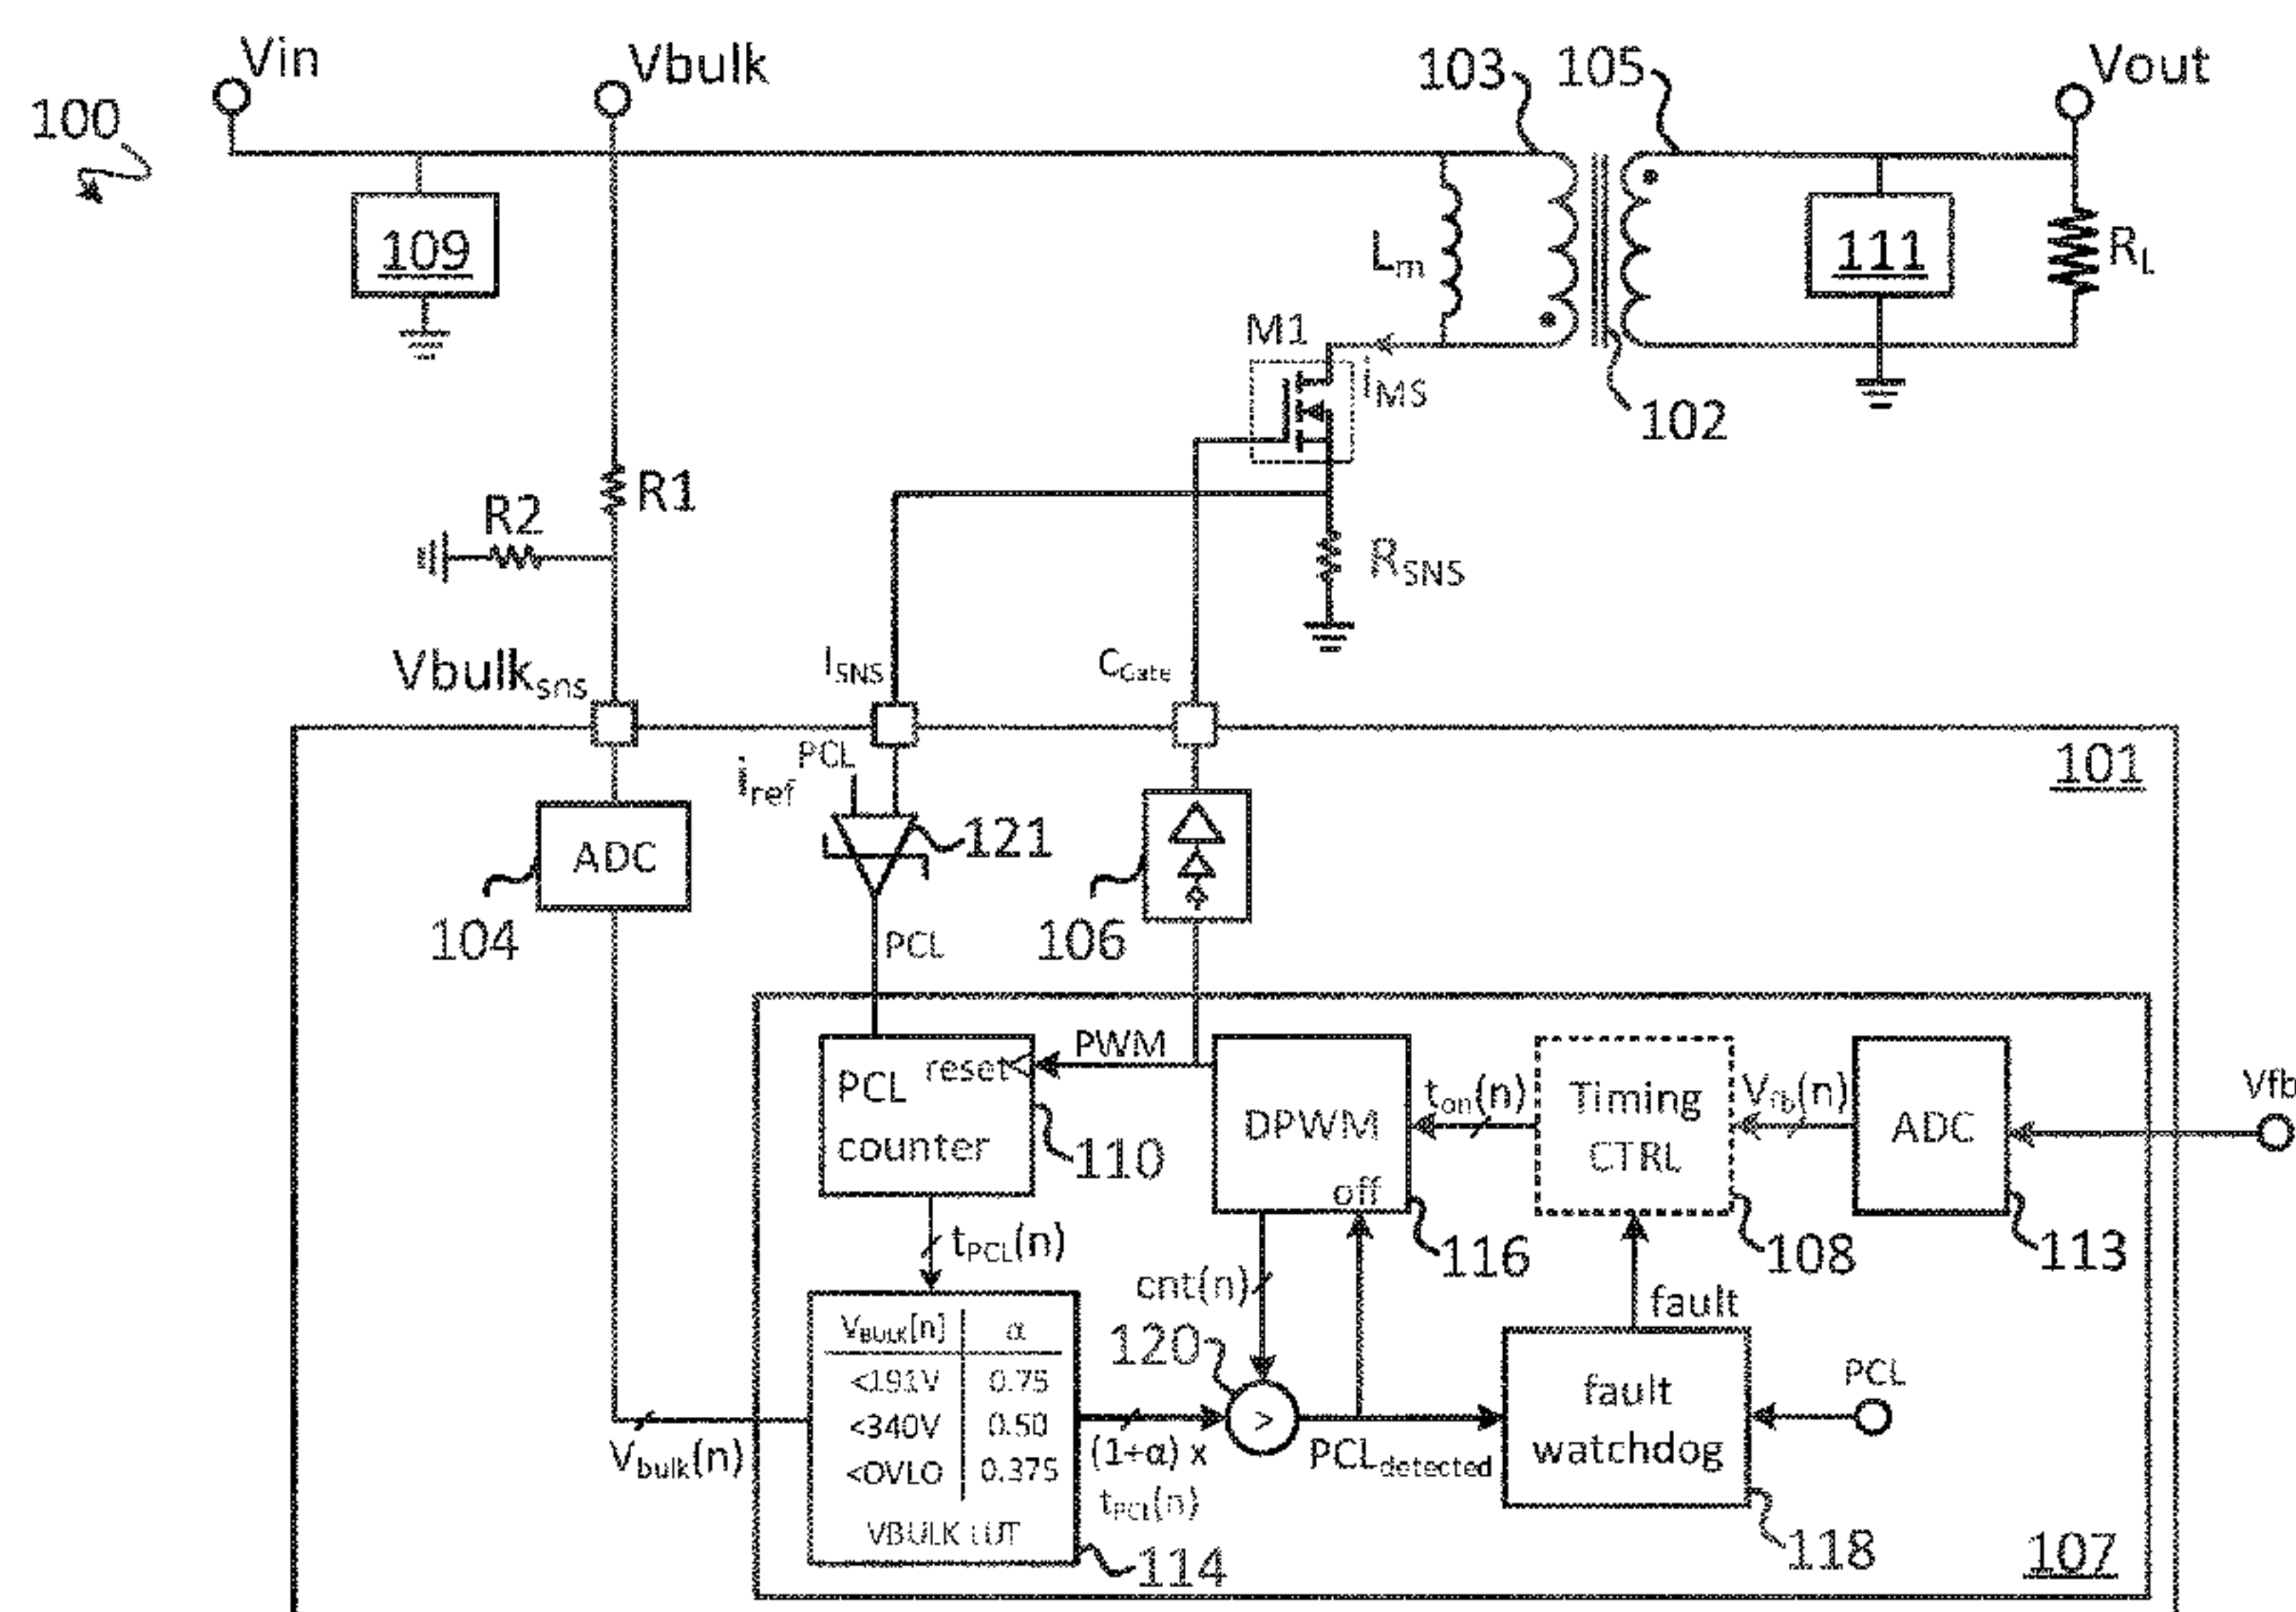 Vin
Vbulk
103
105
Vout
100
109
Lm
111
RL
M1
iMS
102
R1
R2
RSNS
Vbulksns
ISNS
CGate
101
iref PCL
121
ADC
104
106
PCL
PCL counter
reset
PWM
110
DPWM
off
116
ton(n)
Timing CTRL
108
Vfb(n)
ADC
113
Vfb
tPCL(n)
cnt(n)
120
fault
VBULK[n] α
<191V 0.75
<340V 0.50
<OVLO 0.375
VBULK LUT
114
Vbulk(n)
(1+α) x
tPCL(n)
>
PCLdetected
fault watchdog
118
PCL
107